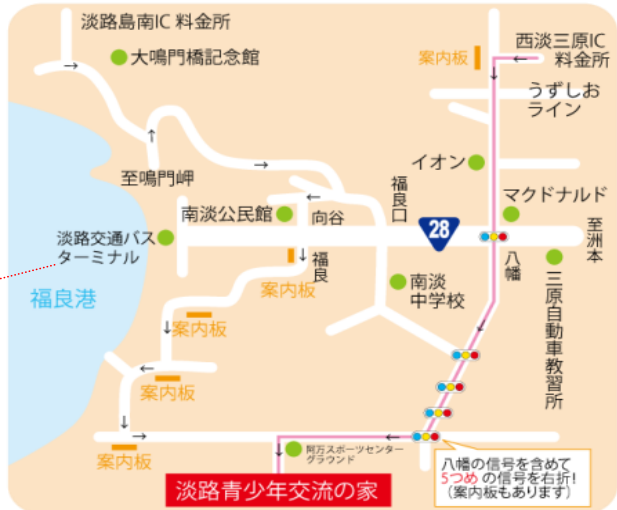 淡路島南IC 料金所
大鳴門橋記念館
案内板
西淡三原IC
料金所
うずしお
ライン
イオン
至鳴門岬
福良口
マクドナルド
南淡公民館
向谷
28
至洲本
淡路交通バス
ターミナル
福良
八幡
案内板
南淡
中学校
三原自動車教習所
福良港
案内板
案内板
案内板
阿万スポーツセンター
グラウンド
八幡の信号を含めて
5つめの信号を右折!
(案内板もあります)
淡路青少年交流の家